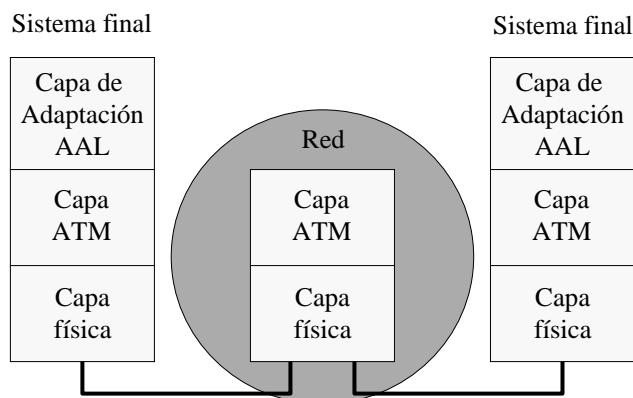 Sistema final
Sistema final
Capa de
Adaptación
AAL
Capa
ATM
Capa
física
Red
Capa
ATM
Capa
física
Capa de
Adaptación
AAL
Capa
ATM
Capa
física